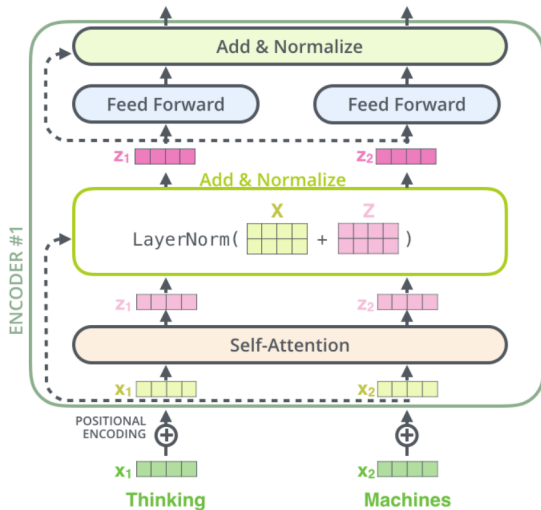 Add & Normalize
Feed Forward Feed Forward
z1 z2
Add & Normalize
X Z
LayerNorm( + )
ENCODER #1
z1 z2
Self-Attention
x1 x2
POSITIONAL
ENCODING
x1 x2
Thinking Machines